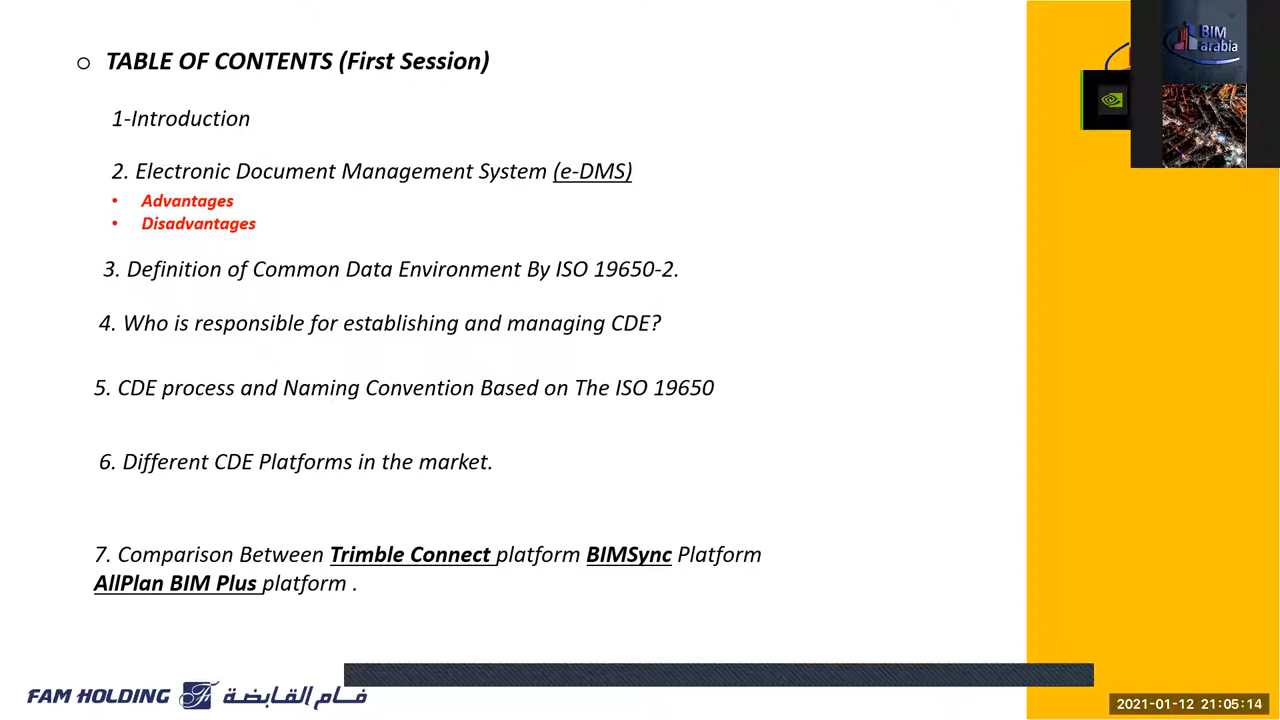 TABLE OF CONTENTS (First Session)
1-Introduction
2. Electronic Document Management System (e-DMS)
• Advantages
• Disadvantages
3. Definition of Common Data Environment By ISO 19650-2.
4. Who is responsible for establishing and managing CDE?
5. CDE process and Naming Convention Based on The ISO 19650
6. Different CDE Platforms in the market.
7. Comparison Between Trimble Connect platform BIMSync Platform
AllPlan BIM Plus platform .
FAM HOLDING فام القابضة
BIM
arabia
2021-01-12 21:05:14